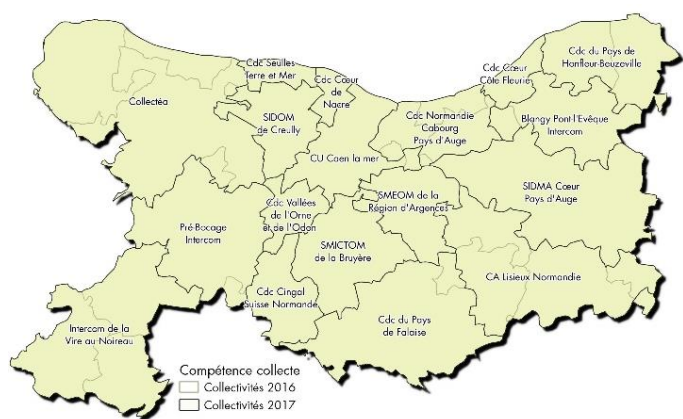 Cdc du Pays de
Honfleur-Beuzeville
Cdc Cœur
Côte Fleurie
Cdc Seulles
Terre et Mer
Cdc Cœur
de
Nacre
Collectéa
SIDOM
de Creully
Cdc Normandie
Cabourg
Pays d'Auge
Blangy Pont-l'Evêque
Intercom
CU Caen la mer
SIDMA Cœur
Pays d'Auge
Cdc Vallées
de l'Orne
et de l'Odon
SMEOM de la
Région d'Argences
Pré-Bocage
Intercom
SMICTOM
de la Bruyère
CA Lisieux Normandie
Cdc Cingal
Suisse Normande
Cdc du Pays
de Falaise
Intercom de la
Vire au Noireau
Compétence collecte
Collectivités 2016
Collectivités 2017